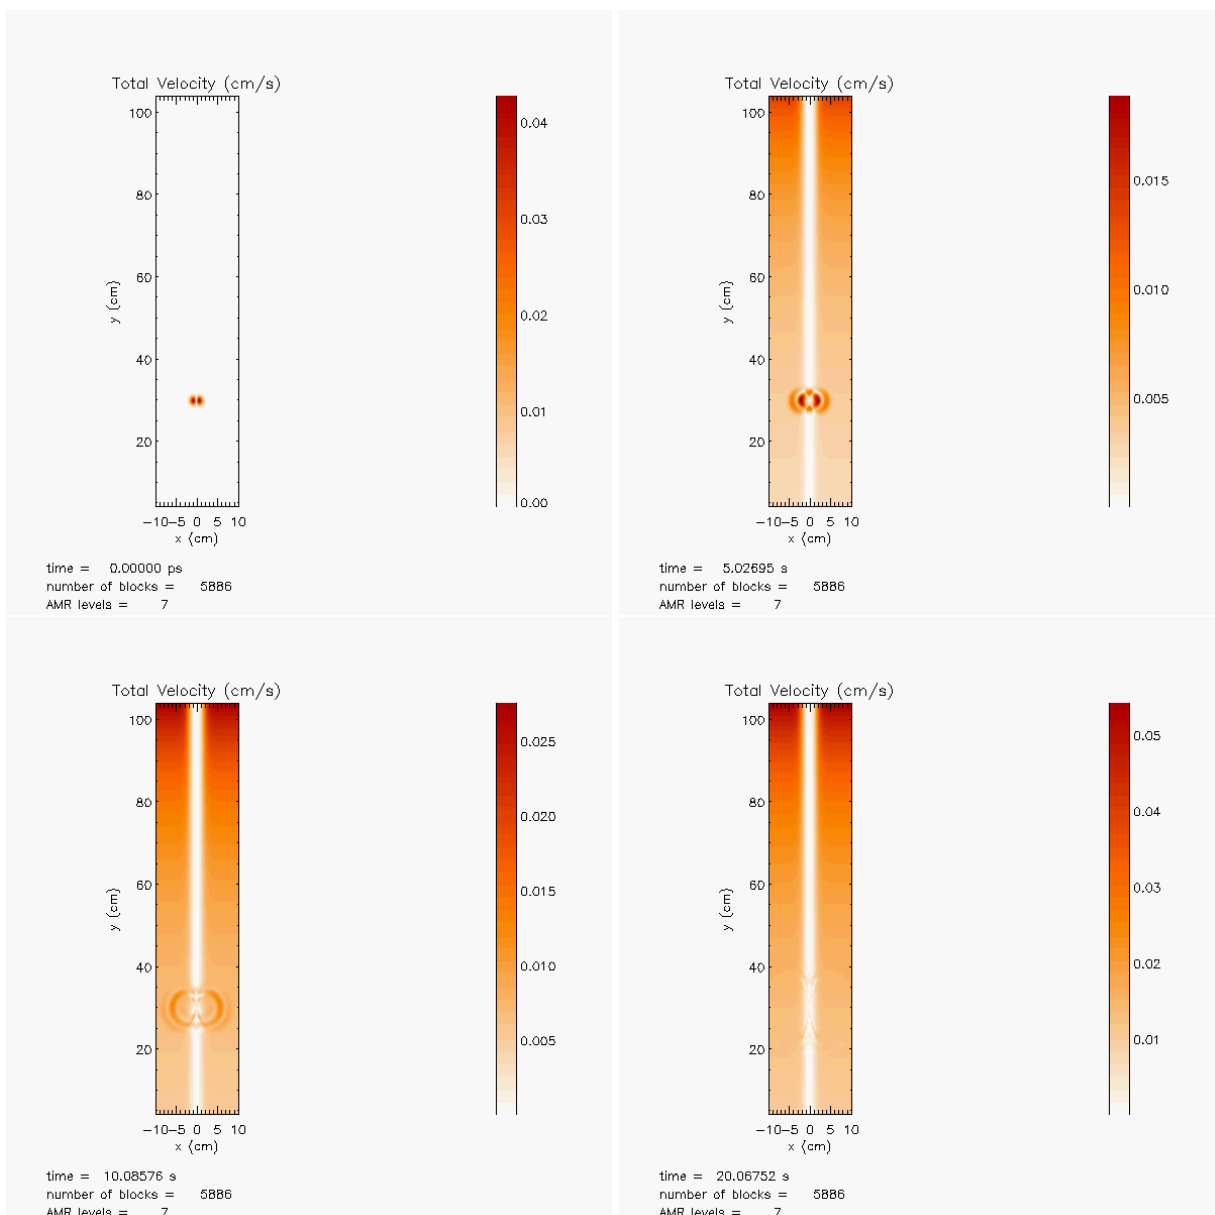 Total Velocity (cm/s)
100
80
60
40
20
y (cm)
-10-5 0 5 10
x (cm)
0.04
0.03
0.02
0.01
0.00
time = 0.00000 ps
number of blocks = 5886
AMR levels = 7
Total Velocity (cm/s)
100
80
60
40
20
y (cm)
-10-5 0 5 10
x (cm)
0.015
0.010
0.005
time = 5.02695 s
number of blocks = 5886
AMR levels = 7
Total Velocity (cm/s)
100
80
60
40
20
y (cm)
-10-5 0 5 10
x (cm)
0.025
0.020
0.015
0.010
0.005
time = 10.08576 s
number of blocks = 5886
AMR levels = 7
Total Velocity (cm/s)
100
80
60
40
20
y (cm)
-10-5 0 5 10
x (cm)
0.05
0.04
0.03
0.02
0.01
time = 20.06752 s
number of blocks = 5886
AMR levels = 7